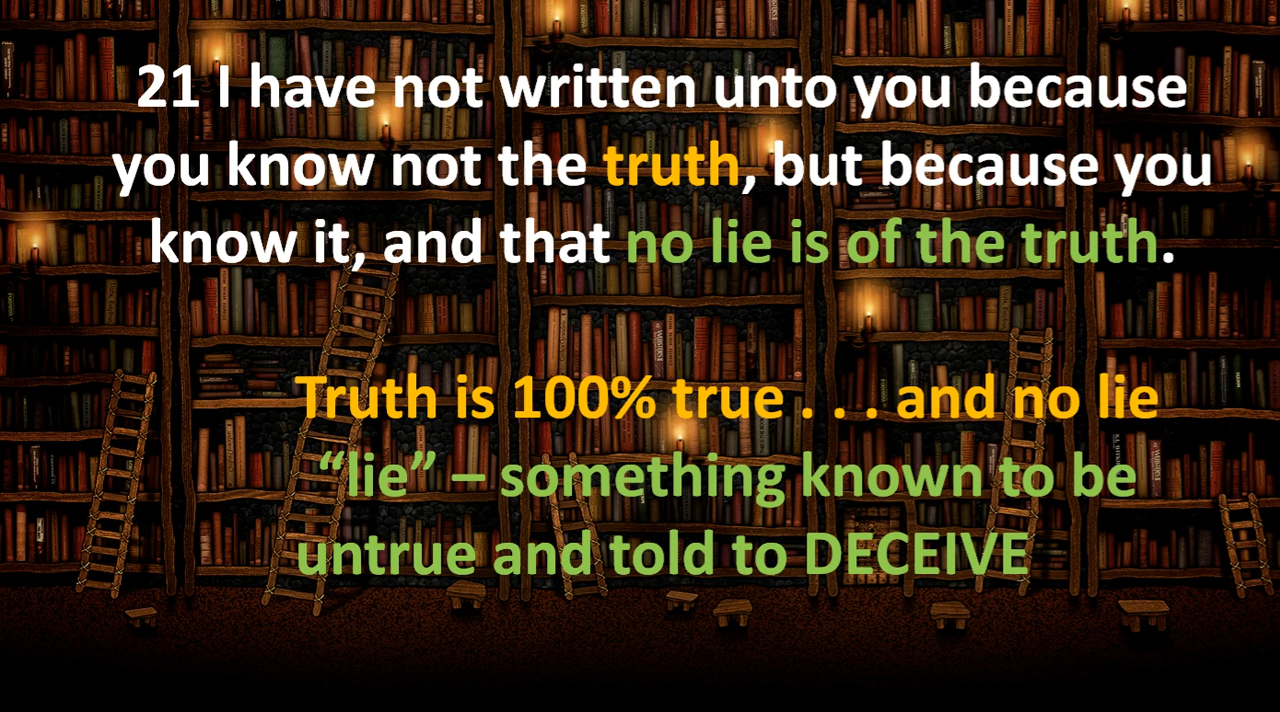 21 I have not written unto you because
you know not the truth, but because you
know it, and that no lie is of the truth.
Truth is 100% true . . . and no lie
“lie” – something known to be
untrue and told to DECEIVE